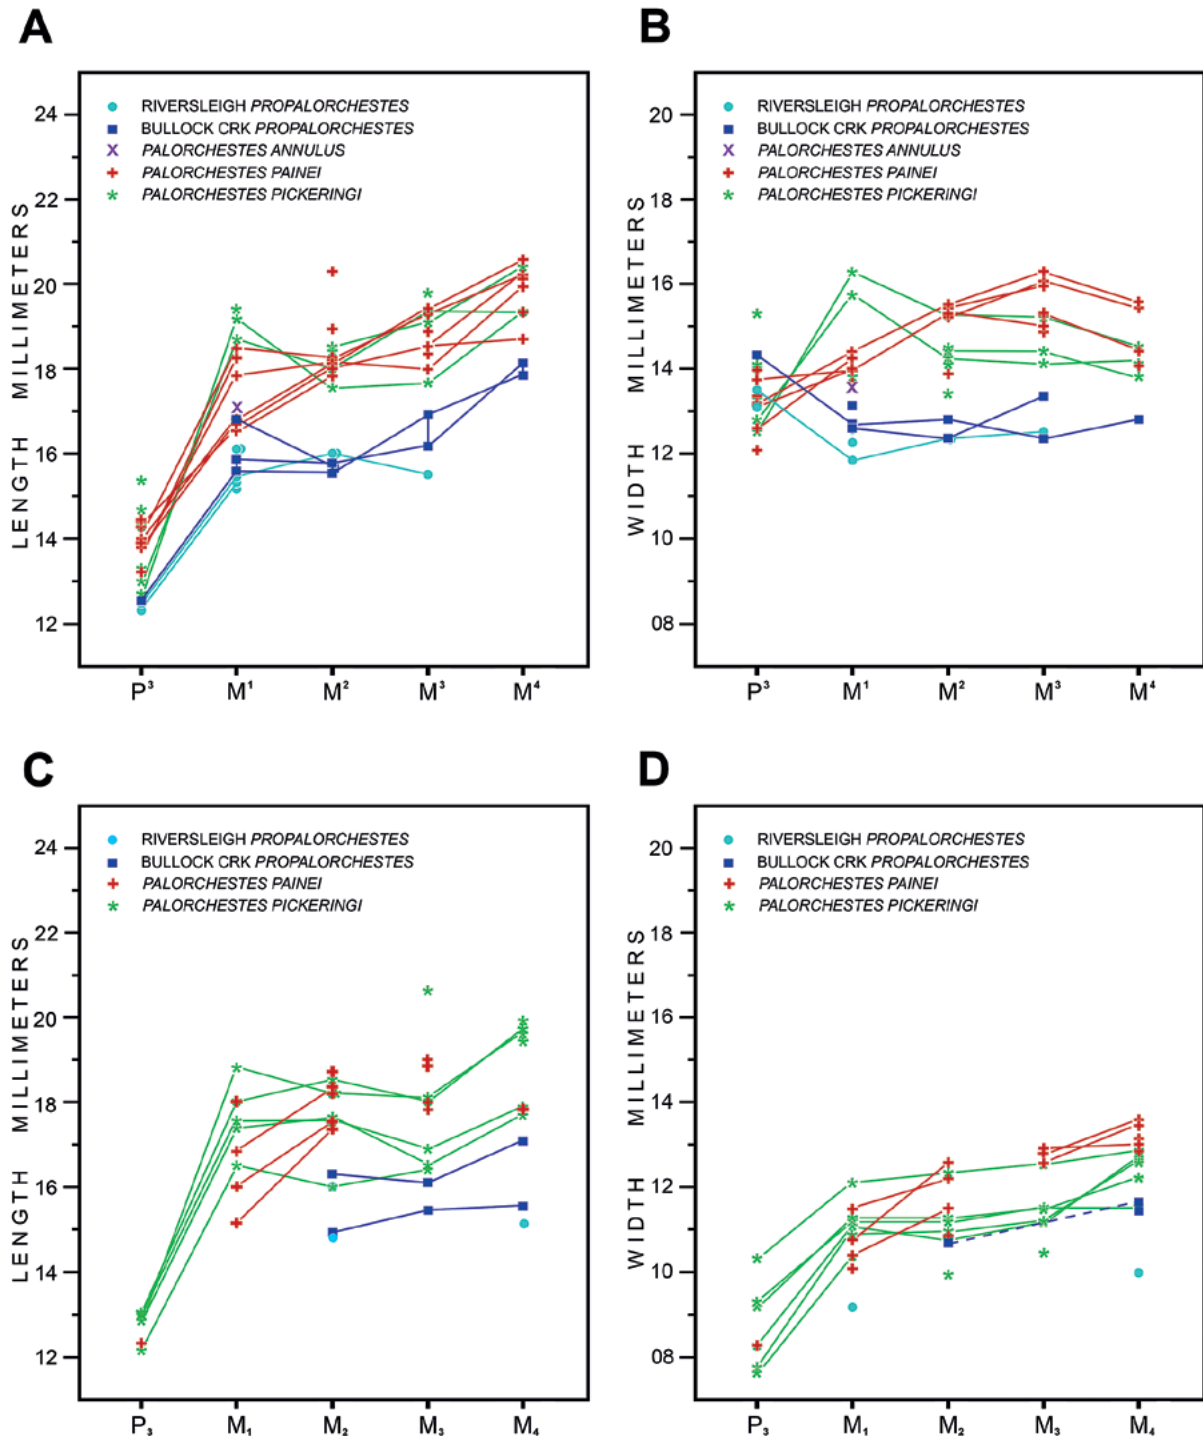 A
B
24
22
20
18
16
14
12
LENGTH MILLIMETERS
RIVERSLEIGH PROPALORCHESTES
BULLOCK CRK PROPALORCHESTES
PALORCHESTES ANNULUS
PALORCHESTES PAINEI
PALORCHESTES PICKERINGI
P³ M¹ M² M³ M⁴
20
18
16
14
12
10
08
WIDTH MILLIMETERS
RIVERSLEIGH PROPALORCHESTES
BULLOCK CRK PROPALORCHESTES
PALORCHESTES ANNULUS
PALORCHESTES PAINEI
PALORCHESTES PICKERINGI
P³ M¹ M² M³ M⁴
C
D
24
22
20
18
16
14
12
LENGTH MILLIMETERS
RIVERSLEIGH PROPALORCHESTES
BULLOCK CRK PROPALORCHESTES
PALORCHESTES PAINEI
PALORCHESTES PICKERINGI
P₃ M₁ M₂ M₃ M₄
20
18
16
14
12
10
08
WIDTH MILLIMETERS
RIVERSLEIGH PROPALORCHESTES
BULLOCK CRK PROPALORCHESTES
PALORCHESTES PAINEI
PALORCHESTES PICKERINGI
P₃ M₁ M₂ M₃ M₄